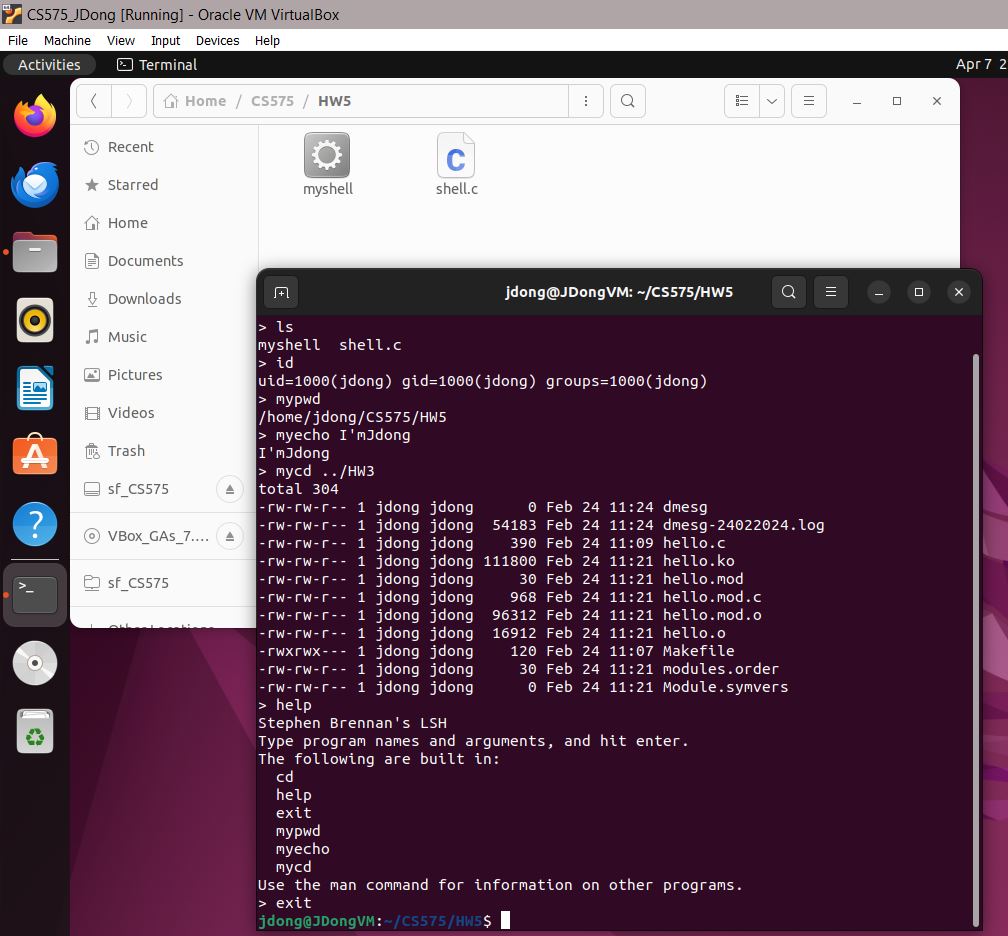 CS575_JDong [Running] - Oracle VM VirtualBox
File Machine View Input Devices Help
Activities Terminal Apr 7 2
Home / CS575 / HW5
Recent
Starred
Home
Documents
Downloads
Music
Pictures
Videos
Trash
sf_CS575
VBox_GAs_7....
sf_CS575
Other Locations
myshell
shell.c
jdong@JDongVM: ~/CS575/HW5
> ls
myshell  shell.c
> id
uid=1000(jdong) gid=1000(jdong) groups=1000(jdong)
> mypwd
/home/jdong/CS575/HW5
> myecho I'mJdong
I'mJdong
> mycd ../HW3
total 304
-rw-rw-r-- 1 jdong jdong      0 Feb 24 11:24 dmesg
-rw-rw-r-- 1 jdong jdong  54183 Feb 24 11:24 dmesg-24022024.log
-rw-rw-r-- 1 jdong jdong    390 Feb 24 11:09 hello.c
-rw-rw-r-- 1 jdong jdong 111800 Feb 24 11:21 hello.ko
-rw-rw-r-- 1 jdong jdong     30 Feb 24 11:21 hello.mod
-rw-rw-r-- 1 jdong jdong    968 Feb 24 11:21 hello.mod.c
-rw-rw-r-- 1 jdong jdong  96312 Feb 24 11:21 hello.mod.o
-rw-rw-r-- 1 jdong jdong  16912 Feb 24 11:21 hello.o
-rwxrwx--- 1 jdong jdong    120 Feb 24 11:07 Makefile
-rw-rw-r-- 1 jdong jdong     30 Feb 24 11:21 modules.order
-rw-rw-r-- 1 jdong jdong      0 Feb 24 11:21 Module.symvers
> help
Stephen Brennan's LSH
Type program names and arguments, and hit enter.
The following are built in:
  cd
  help
  exit
  mypwd
  myecho
  mycd
Use the man command for information on other programs.
> exit
jdong@JDongVM:~/CS575/HW5$